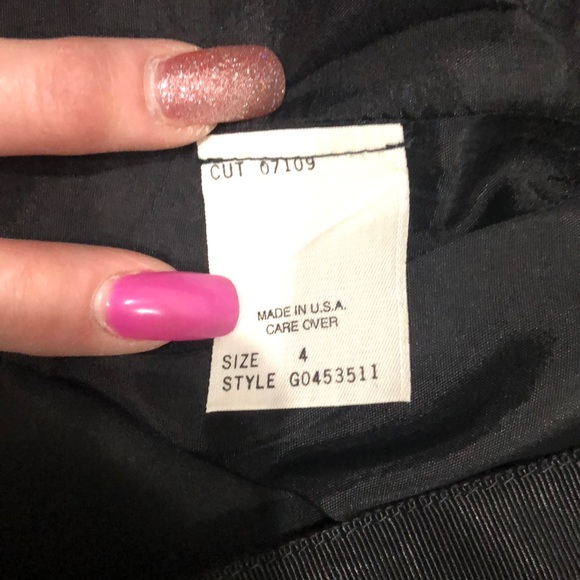 CUT 07109
MADE IN U.S.A.
CARE OVER
SIZE 4
STYLE G0453511